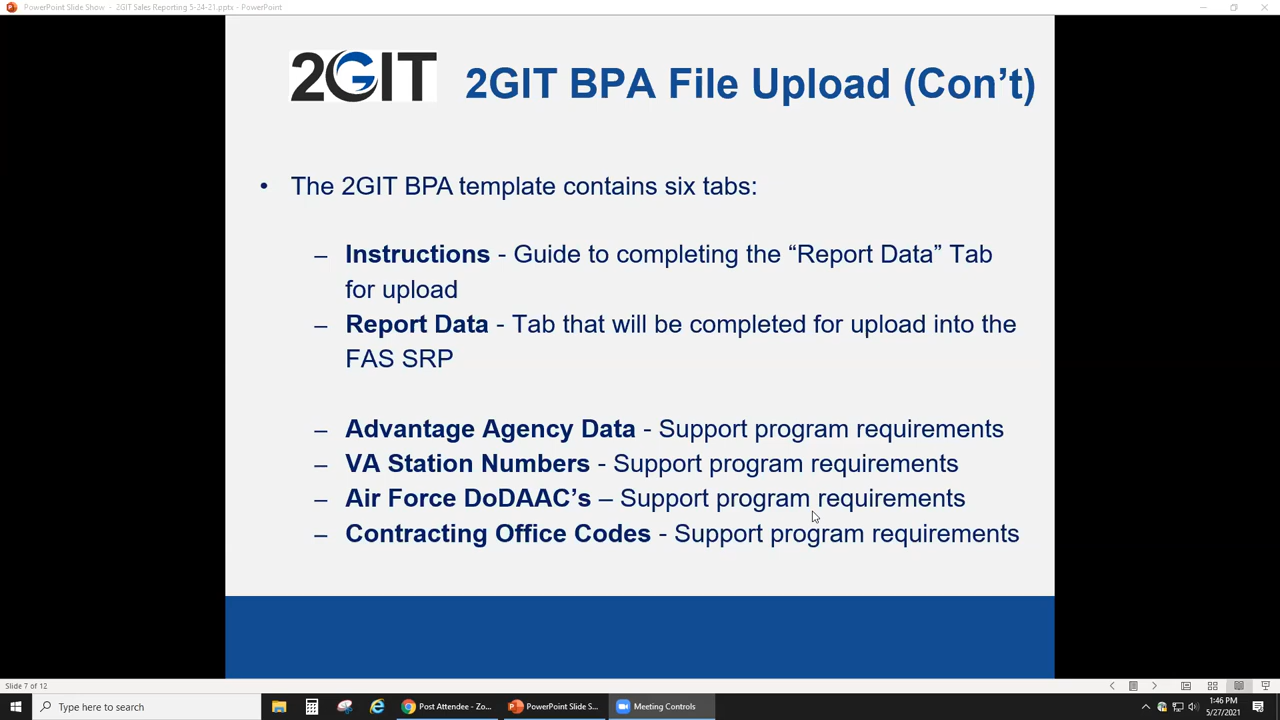 PowerPoint Slide Show - 2GIT Sales Reporting 5-24-21.pptx - PowerPoint
2GIT
2GIT BPA File Upload (Con’t)
• The 2GIT BPA template contains six tabs:
– Instructions - Guide to completing the “Report Data” Tab
for upload
– Report Data - Tab that will be completed for upload into the
FAS SRP
– Advantage Agency Data - Support program requirements
– VA Station Numbers - Support program requirements
– Air Force DoDAAC’s – Support program requirements
– Contracting Office Codes - Support program requirements
Slide 7 of 12
Type here to search
Post Attendee - Zo...
PowerPoint Slide S...
Meeting Controls
1:46 PM
5/27/2021